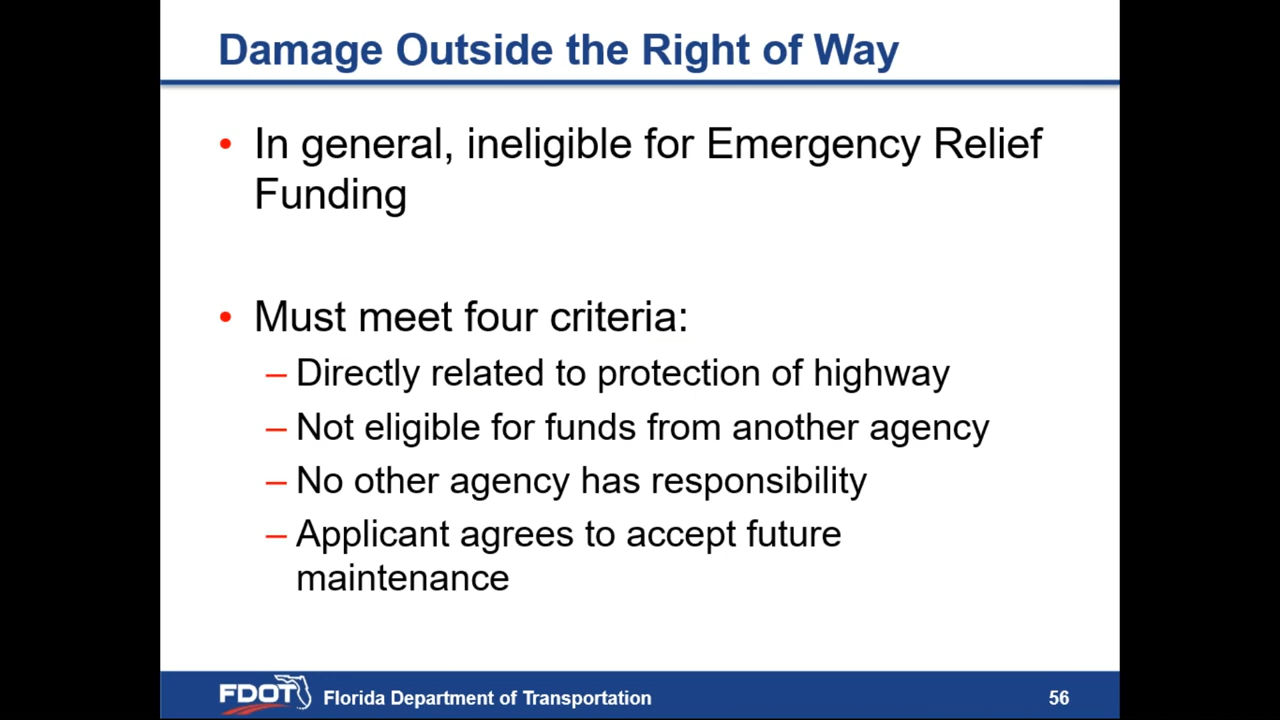 Damage Outside the Right of Way
• In general, ineligible for Emergency Relief
Funding
• Must meet four criteria:
– Directly related to protection of highway
– Not eligible for funds from another agency
– No other agency has responsibility
– Applicant agrees to accept future
maintenance
FDOT Florida Department of Transportation 56